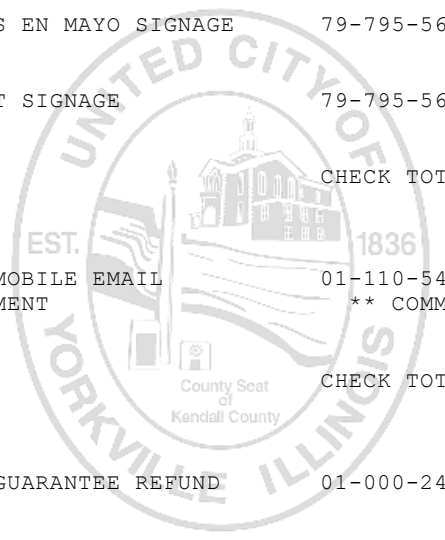 S EN MAYO SIGNAGE 79-795-56
T SIGNAGE 79-795-56
UNITED CITY OF
CHECK TOT
EST. 1836
MOBILE EMAIL 01-110-54
MENT ** COMM
County Seat
of
Kendall County
CHECK TOT
YORKVILLE ILLINOIS
GUARANTEE REFUND 01-000-24